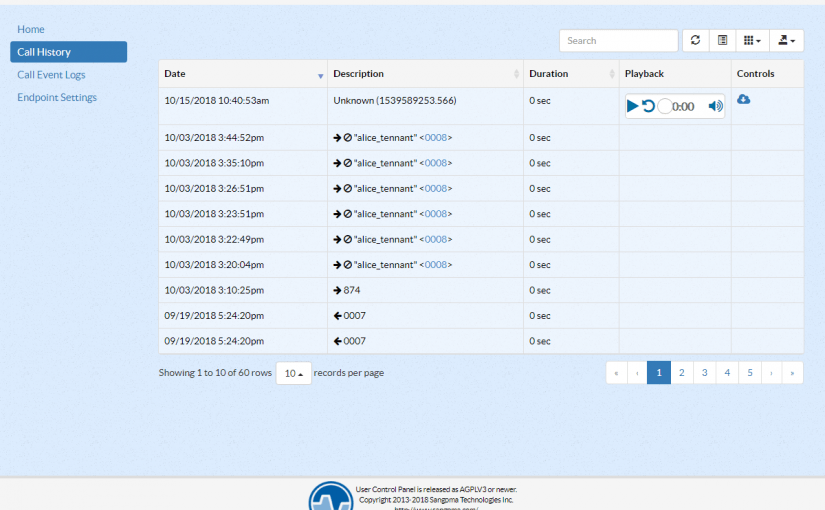 Home
Call History
Call Event Logs
Endpoint Settings
Search
Date Description Duration Playback Controls
10/15/2018 10:40:53am Unknown (1539589253.566) 0 sec 0:00
10/03/2018 3:44:52pm "alice_tennant" <0008> 0 sec
10/03/2018 3:35:10pm "alice_tennant" <0008> 0 sec
10/03/2018 3:26:51pm "alice_tennant" <0008> 0 sec
10/03/2018 3:23:51pm "alice_tennant" <0008> 0 sec
10/03/2018 3:22:49pm "alice_tennant" <0008> 0 sec
10/03/2018 3:20:04pm "alice_tennant" <0008> 0 sec
10/03/2018 3:10:25pm 874 0 sec
09/19/2018 5:24:20pm 0007 0 sec
09/19/2018 5:24:20pm 0007 0 sec
Showing 1 to 10 of 60 rows 10 records per page « ‹ 1 2 3 4 5 › »
User Control Panel is released as AGPLV3 or newer.
Copyright 2013-2018 Sangoma Technologies Inc.
http://www.sangoma.com/